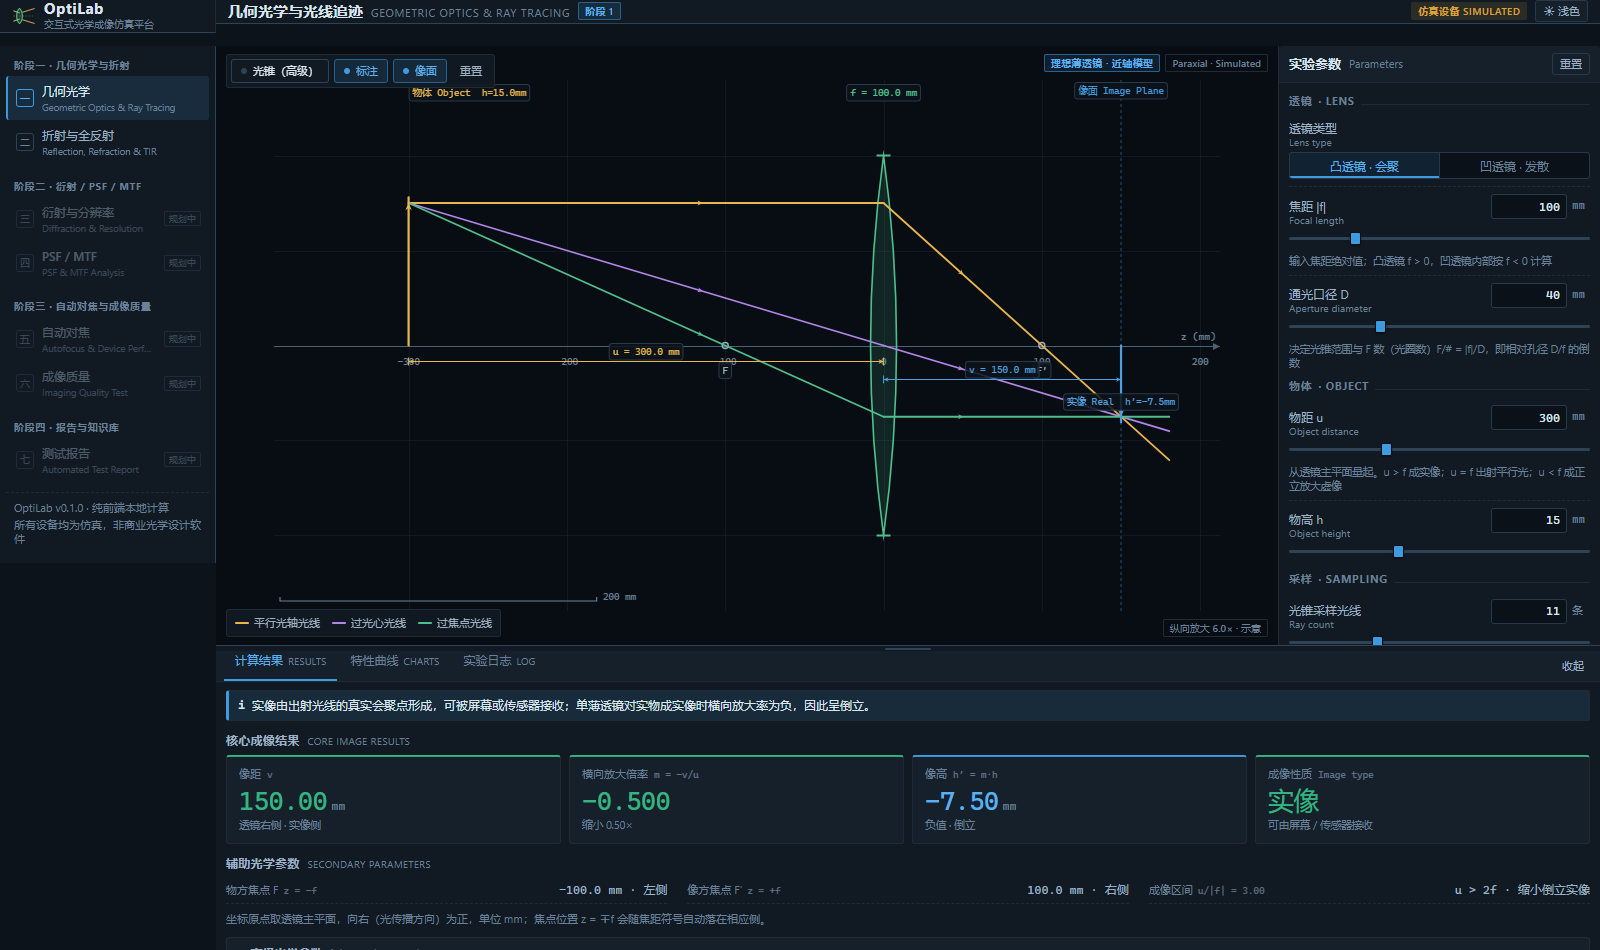 OptiLab
交互式光学成像仿真平台
几何光学与光线追迹 GEOMETRIC OPTICS & RAY TRACING 阶段 1
仿真设备 SIMULATED
☀ 浅色
阶段一 · 几何光学与折射
一 几何光学
Geometric Optics & Ray Tracing
二 折射与全反射
Reflection, Refraction & TIR
阶段二 · 衍射 / PSF / MTF
三 衍射与分辨率 规划中
Diffraction & Resolution
四 PSF / MTF 规划中
PSF & MTF Analysis
阶段三 · 自动对焦与成像质量
五 自动对焦 规划中
Autofocus & Device Perf...
六 成像质量 规划中
Imaging Quality Test
阶段四 · 报告与知识库
七 测试报告 规划中
Automated Test Report
OptiLab v0.1.0 · 纯前端本地计算
所有设备均为仿真，非商业光学设计软
件
光锥（高级） 标注 像面 重置
理想薄透镜 · 近轴模型 Paraxial · Simulated
物体 Object h=15.0mm
f = 100.0 mm
像面 Image Plane
z (mm)
u = 300.0 mm
−300 −200 −100 0 100 200
F
v = 150.0 mm
F′
实像 Real h′=−7.5mm
200 mm
平行光轴光线 过光心光线 过焦点光线
纵向放大 6.0× · 示意
实验参数 Parameters 重置
透镜 · LENS
透镜类型
Lens type
凸透镜 · 会聚 凹透镜 · 发散
焦距 |f| 100 mm
Focal length
输入焦距绝对值；凸透镜 f > 0，凹透镜内部按 f < 0 计算
通光口径 D 40 mm
Aperture diameter
决定光锥范围与 F 数（光圈数）F/# = |f|/D，即相对孔径 D/f 的倒
数
物体 · OBJECT
物距 u 300 mm
Object distance
从透镜主平面量起。u > f 成实像；u = f 出射平行光；u < f 成正
立放大虚像
物高 h 15 mm
Object height
采样 · SAMPLING
光锥采样光线 11 条
Ray count
计算结果 RESULTS 特性曲线 CHARTS 实验日志 LOG 收起
i 实像由出射光线的真实会聚点形成，可被屏幕或传感器接收；单薄透镜对实物成实像时横向放大率为负，因此呈倒立。
核心成像结果 CORE IMAGE RESULTS
像距 v
150.00 mm
透镜右侧 · 实像侧
横向放大倍率 m = −v/u
−0.500
缩小 0.50×
像高 h′ = m·h
−7.50 mm
负值 · 倒立
成像性质 Image type
实像
可由屏幕 / 传感器接收
辅助光学参数 SECONDARY PARAMETERS
物方焦点 F z = −f −100.0 mm · 左侧
像方焦点 F′ z = +f 100.0 mm · 右侧
成像区间 u/|f| = 3.00 u > 2f · 缩小倒立实像
坐标原点取透镜主平面，向右（光传播方向）为正，单位 mm；焦点位置 z = ∓f 会随焦距符号自动落在相应侧。